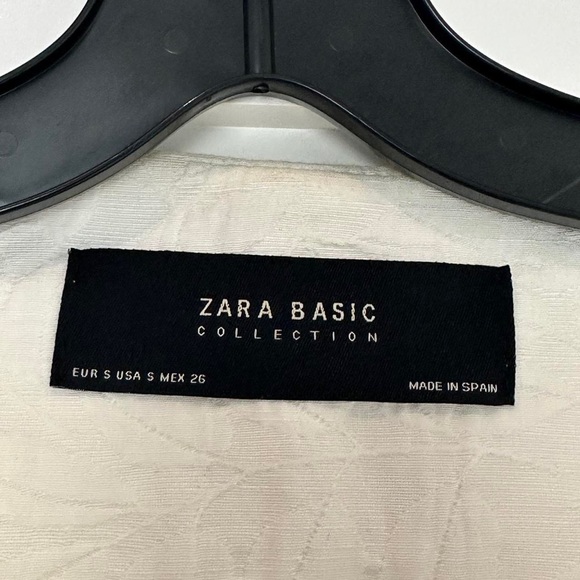 ZARA BASIC
COLLECTION
EUR S USA S MEX 26
MADE IN SPAIN